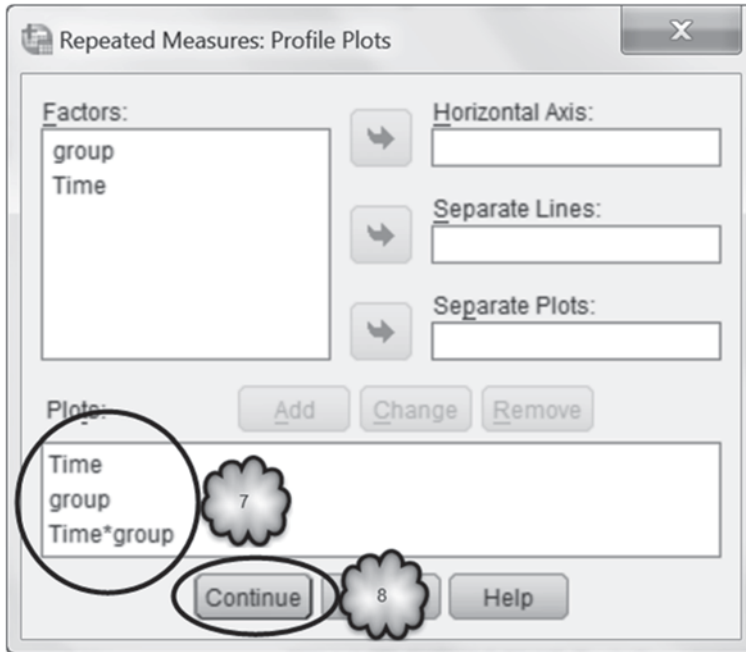 Repeated Measures: Profile Plots
Factors:
group
Time
Horizontal Axis:
Separate Lines:
Separate Plots:
Plots:
Add Change Remove
Time
group
Time*group
7
Continue
8
Help